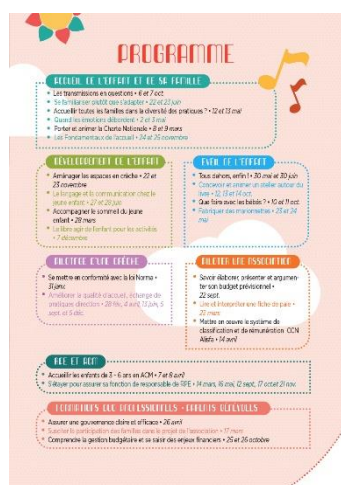 PROGRAMME
ACCUEIL DE L'ENFANT ET DE SA FAMILLE
• Les transmissions en questions • 6 et 7 oct.
• Se familiariser plutôt que s'adapter • 22 et 23 juin
• Accueillir toutes les familles dans la diversité des pratiques ? • 12 et 13 mai
• Quand les émotions débordent • 2 et 3 mai
• Porter et animer la Charte Nationale • 8 et 9 mars
• Les Fondamentaux de l'accueil • 24 et 25 novembre
DÉVELOPPEMENT DE L'ENFANT
• Aménager les espaces en crèche • 22 et
23 novembre
• Le langage et la communication chez le
jeune enfant • 27 et 28 juin
• Accompagner le sommeil du jeune
enfant • 28 mars
• Le libre agir de l'enfant pour les activités
• 7 décembre
ÉVEIL DE L'ENFANT
• Tous dehors, enfin ! • 30 mai et 30 juin
• Concevoir et animer un atelier autour du
livre • 12, 13 et 14 oct.
• Que faire avec les bébés ? • 10 et 11 oct.
• Fabriquer des marionnettes • 23 et 24
mai
PILOTAGE D'UNE CRÈCHE
• Se mettre en conformité avec la loi Norma •
31 janv.
• Améliorer la qualité d'accueil, échange de
pratiques direction • 28 fév, 4 avril, 13 juin, 5
sept. et 5 déc.
PILOTER UNE ASSOCIATION
• Savoir élaborer, présenter et argumen-
ter son budget prévisionnel •
22 sept.
• Lire et interpréter une fiche de paie •
22 mars
• Mettre en oeuvre le système de
classification et de rémunération CCN
Alisfa • 14 avril
RPE ET ACM
• Accueillir les enfants de 3 - 6 ans en ACM • 7 et 8 avril
• S'étayer pour assurer sa fonction de responsable de RPE • 14 mars, 16 mai, 12 sept, 17 oct et 21 nov.
FORMATIONS DUO PROFESSIONNELS - PARENTS BÉNÉVOLES
• Assurer une gouvernance claire et efficace • 26 avril
• Susciter la participation des familles dans le projet de l'association • 17 mars
• Comprendre la gestion budgétaire et se saisir des enjeux financiers • 25 et 26 octobre